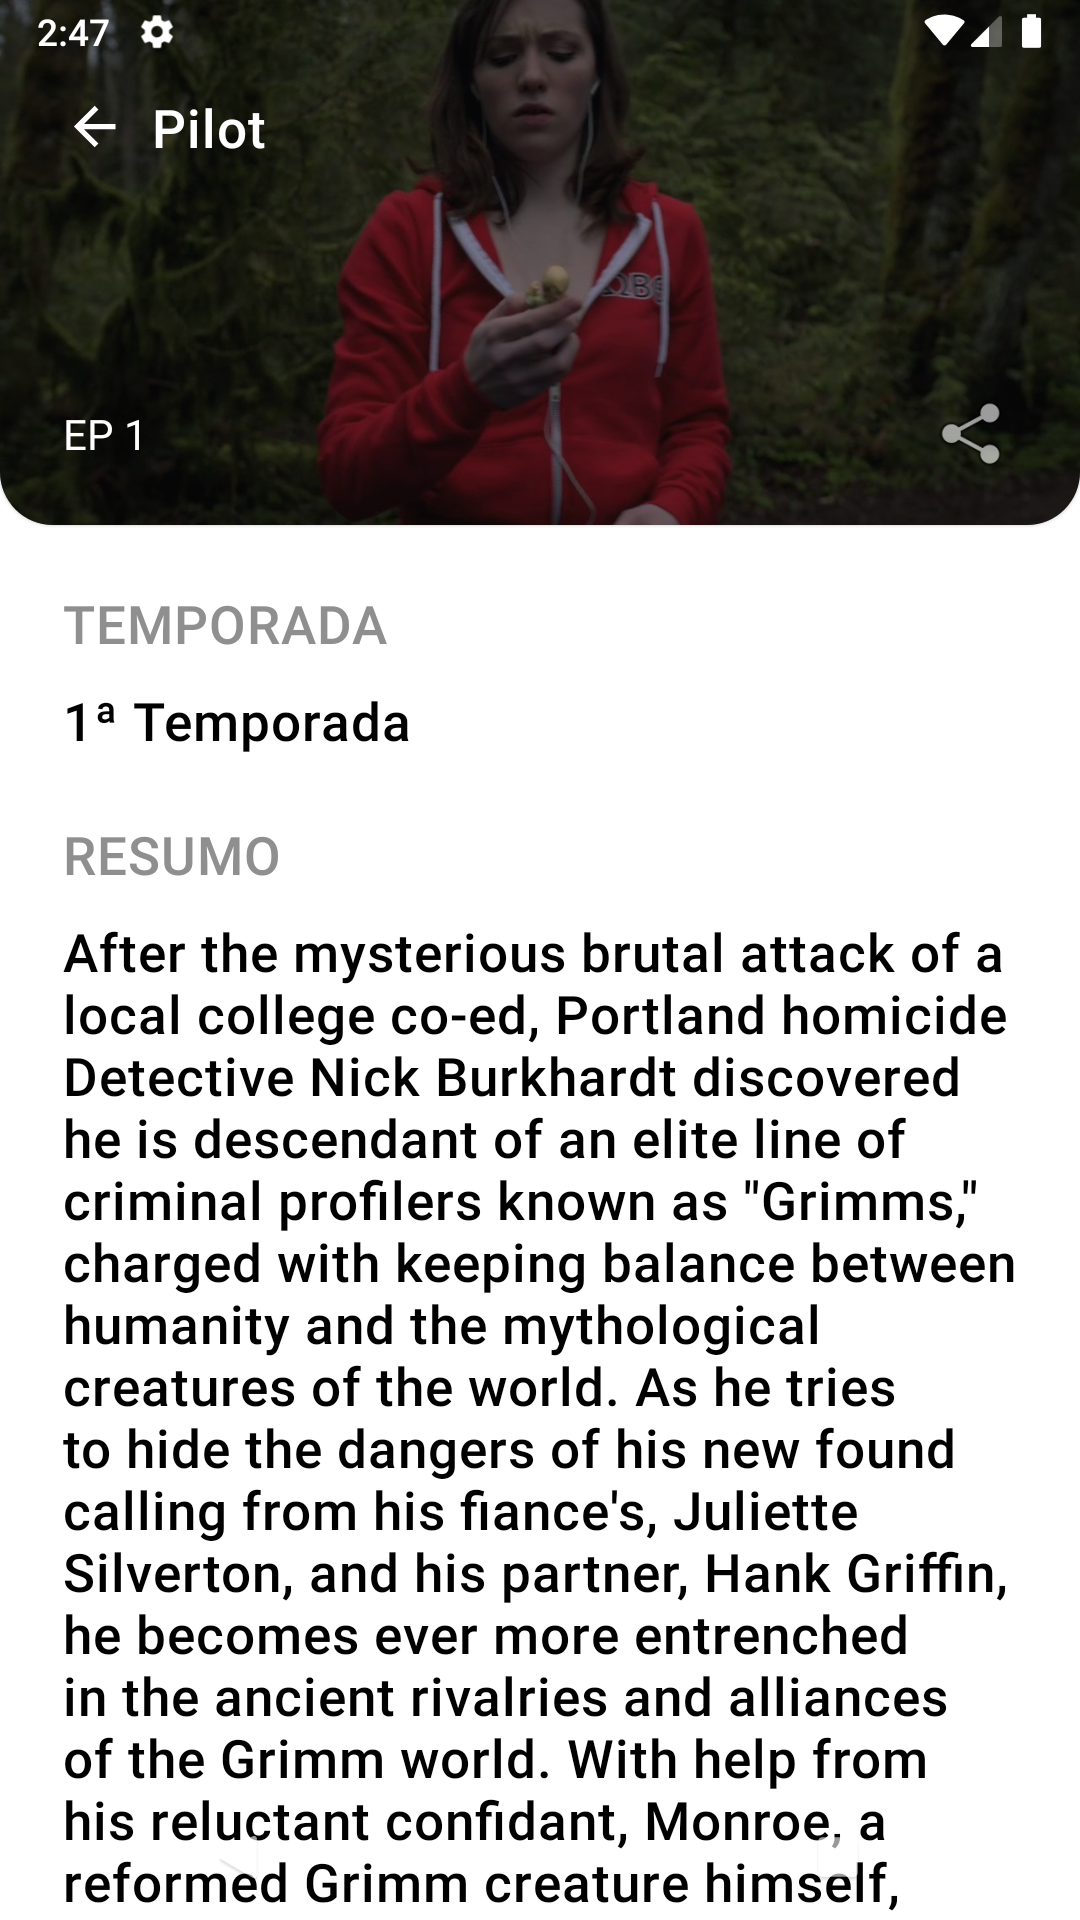 2:47
Pilot
ΩΒΘ
EP 1
TEMPORADA
1ª Temporada
RESUMO
After the mysterious brutal attack of a
local college co-ed, Portland homicide
Detective Nick Burkhardt discovered
he is descendant of an elite line of
criminal profilers known as "Grimms,"
charged with keeping balance between
humanity and the mythological
creatures of the world. As he tries
to hide the dangers of his new found
calling from his fiance's, Juliette
Silverton, and his partner, Hank Griffin,
he becomes ever more entrenched
in the ancient rivalries and alliances
of the Grimm world. With help from
his reluctant confidant, Monroe, a
reformed Grimm creature himself,